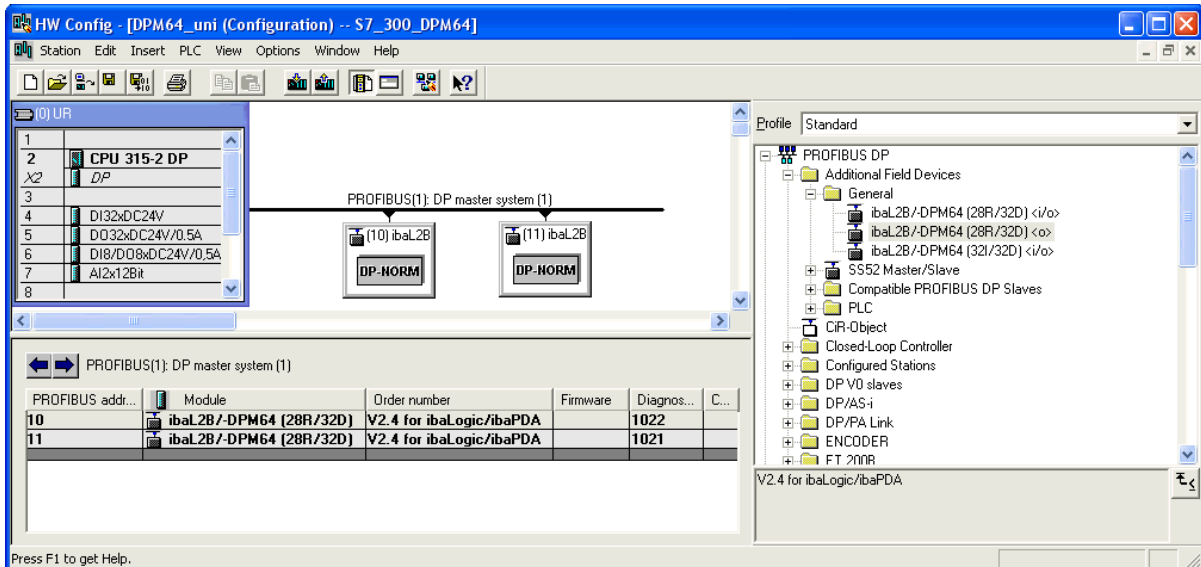 HW Config - [DPM64_uni (Configuration) -- S7_300_DPM64]
Station Edit Insert PLC View Options Window Help
(0) UR
1
2 CPU 315-2 DP
X2 DP
3
4 DI32xDC24V
5 DO32xDC24V/0.5A
6 DI8/DO8xDC24V/0,5A
7 AI2x12Bit
8
PROFIBUS(1): DP master system (1)
(10) ibaL2B
DP-NORM
(11) ibaL2B
DP-NORM
PROFIBUS(1): DP master system (1)
PROFIBUS addr... Module Order number Firmware Diagnos... C...
10 ibaL2B/-DPM64 (28R/32D) V2.4 for ibaLogic/ibaPDA 1022
11 ibaL2B/-DPM64 (28R/32D) V2.4 for ibaLogic/ibaPDA 1021
Profile Standard
PROFIBUS DP
Additional Field Devices
General
ibaL2B/-DPM64 (28R/32D) <i/o>
ibaL2B/-DPM64 (28R/32D) <o>
ibaL2B/-DPM64 (32I/32D) <i/o>
SS52 Master/Slave
Compatible PROFIBUS DP Slaves
PLC
CiR-Object
Closed-Loop Controller
Configured Stations
DP V0 slaves
DP/AS-i
DP/PA Link
ENCODER
ET 200B
V2.4 for ibaLogic/ibaPDA
Press F1 to get Help.